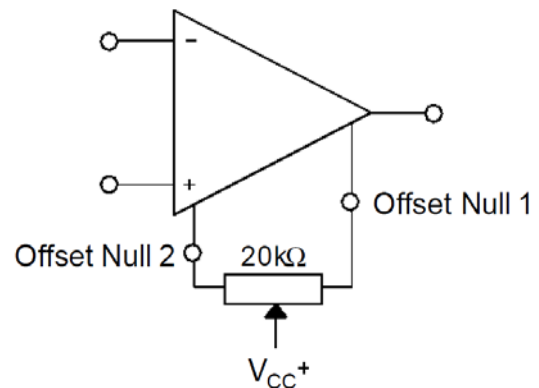 −
+
Offset Null 1
Offset Null 2
20kΩ
VCC+